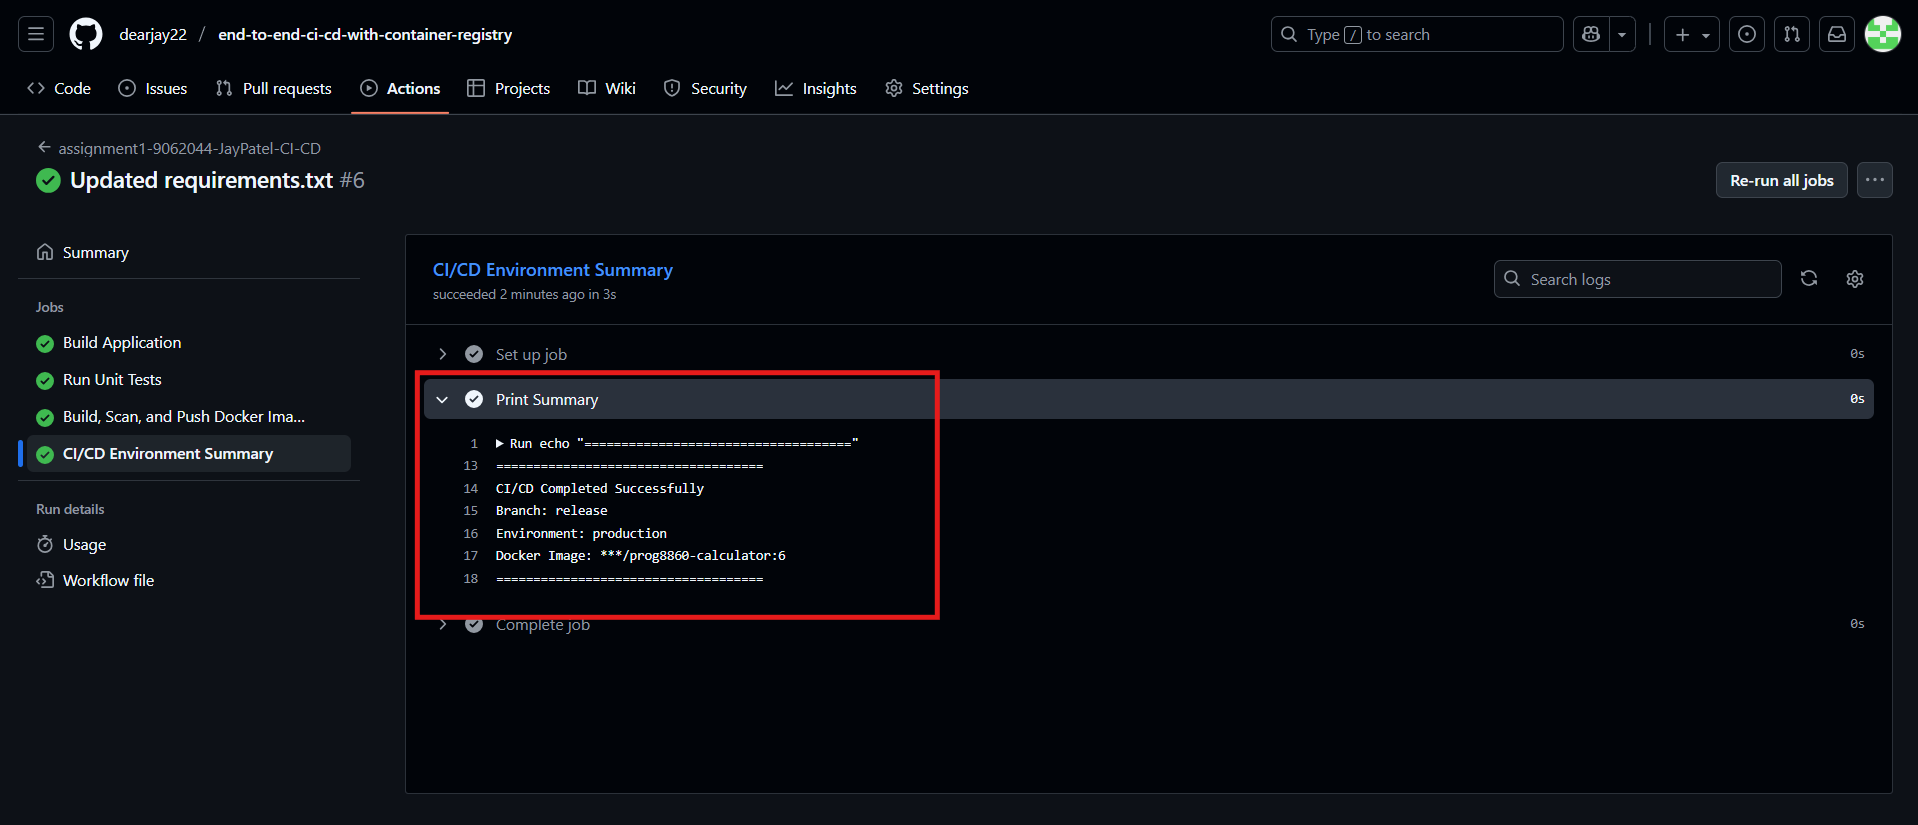 dearjay22 / end-to-end-ci-cd-with-container-registry
Type / to search
Code Issues Pull requests Actions Projects Wiki Security Insights Settings
assignment1-9062044-JayPatel-CI-CD
Updated requirements.txt #6
Re-run all jobs
Summary
Jobs
Build Application
Run Unit Tests
Build, Scan, and Push Docker Ima...
CI/CD Environment Summary
Run details
Usage
Workflow file
CI/CD Environment Summary
succeeded 2 minutes ago in 3s
Search logs
Set up job 0s
Print Summary 0s
1 Run echo "===================================="
13 ====================================
14 CI/CD Completed Successfully
15 Branch: release
16 Environment: production
17 Docker Image: ***/prog8860-calculator:6
18 ====================================
Complete job 0s